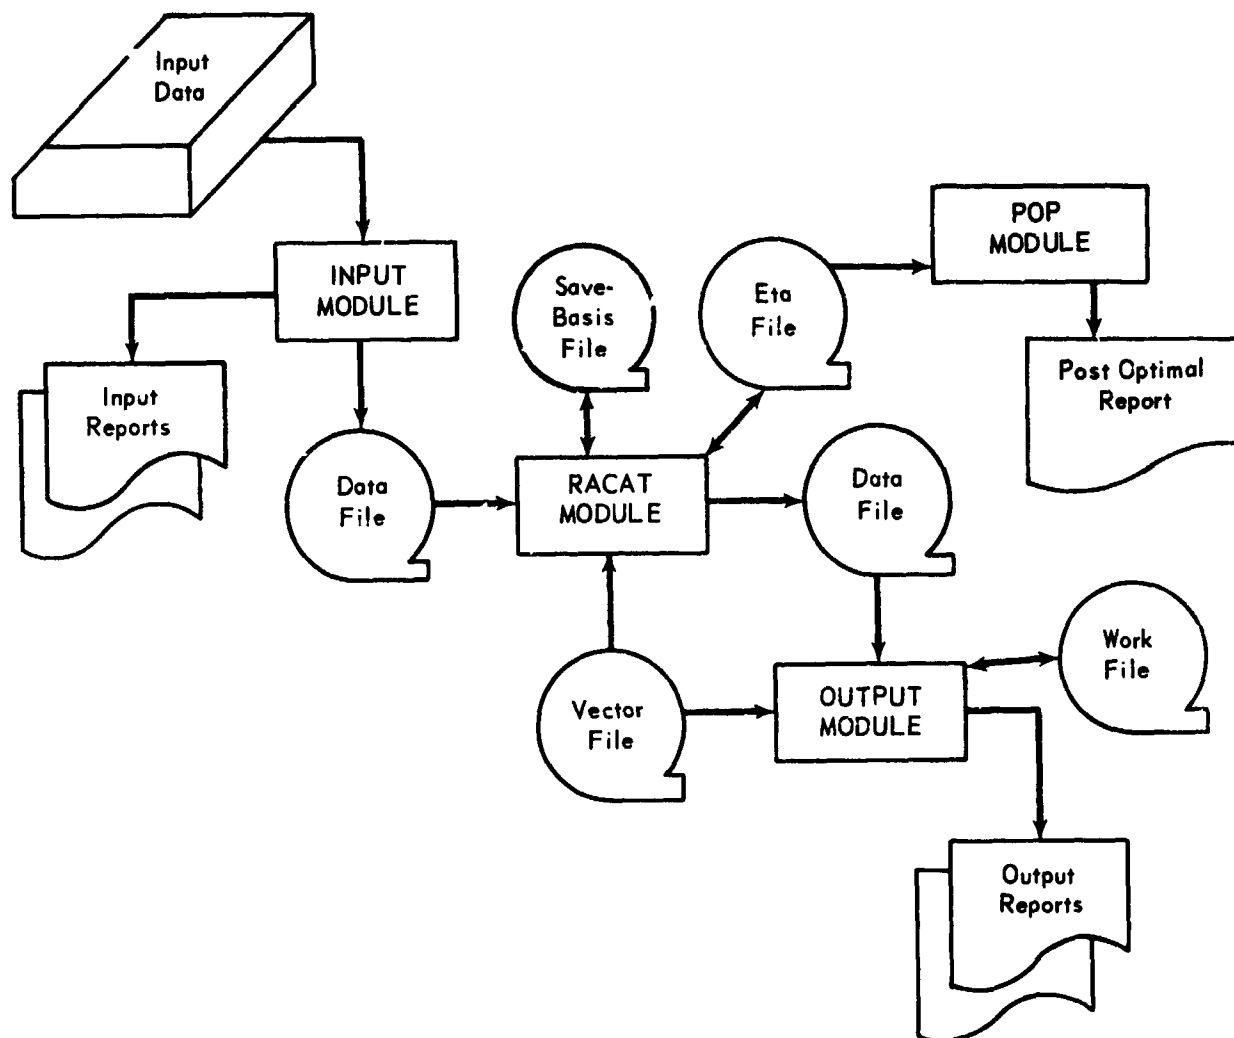 Input
Data
INPUT
MODULE
Input
Reports
Data
File
Save-
Basis
File
Eta
File
POP
MODULE
Post Optimal
Report
RACAT
MODULE
Data
File
Vector
File
OUTPUT
MODULE
Work
File
Output
Reports